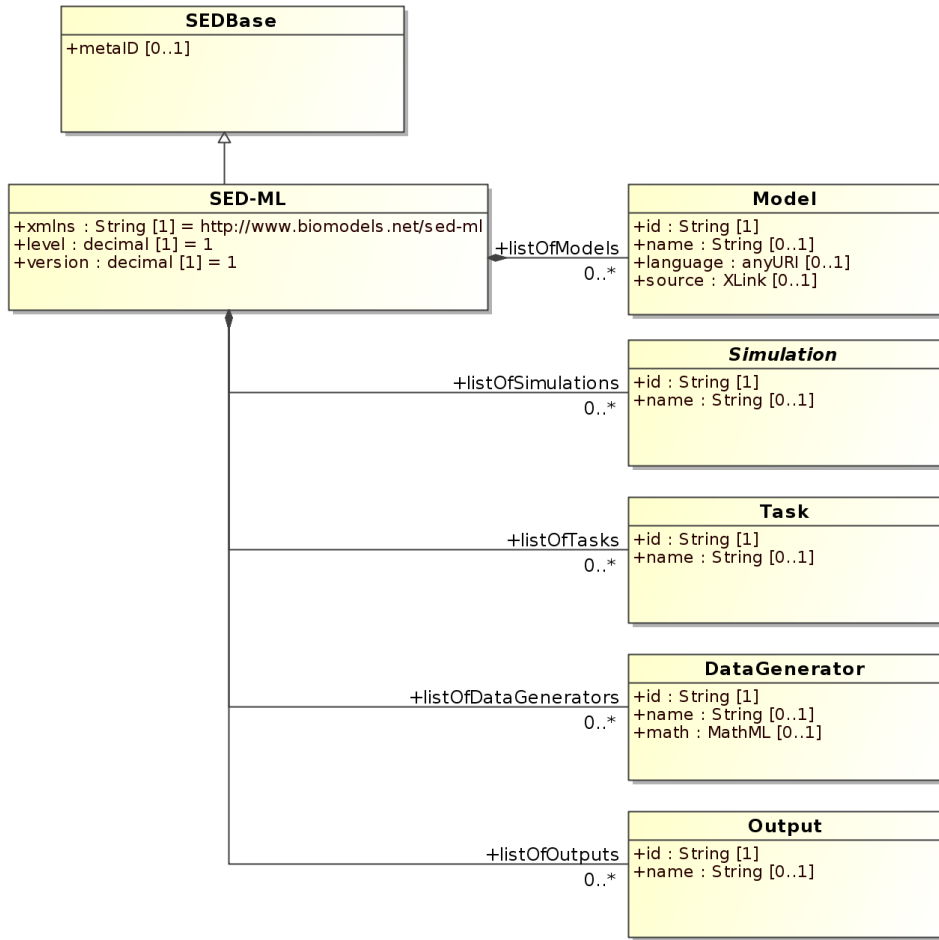 SEDBase
+metaID [0..1]
SED-ML
+xmlns : String [1] = http://www.biomodels.net/sed-ml
+level : decimal [1] = 1
+version : decimal [1] = 1
+listOfModels
0..*
Model
+id : String [1]
+name : String [0..1]
+language : anyURI [0..1]
+source : XLink [0..1]
+listOfSimulations
0..*
Simulation
+id : String [1]
+name : String [0..1]
+listOfTasks
0..*
Task
+id : String [1]
+name : String [0..1]
+listOfDataGenerators
0..*
DataGenerator
+id : String [1]
+name : String [0..1]
+math : MathML [0..1]
+listOfOutputs
0..*
Output
+id : String [1]
+name : String [0..1]